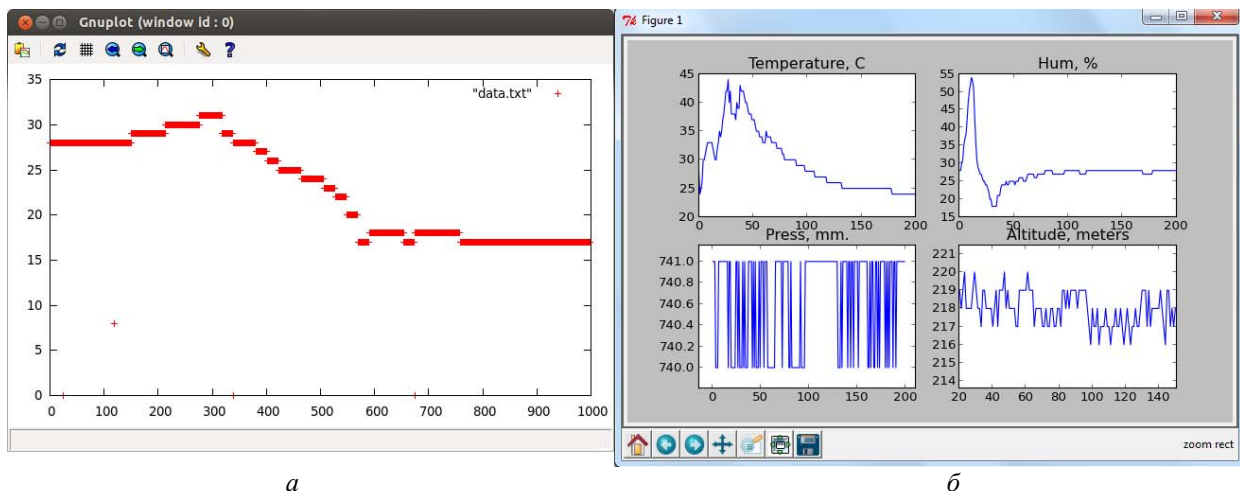 Gnuplot (window id : 0)
"data.txt"
35
30
25
20
15
10
5
0
0 100 200 300 400 500 600 700 800 900 1000
Figure 1
Temperature, C
45
40
35
30
25
20
0 50 100 150 200
Hum, %
55
50
45
40
35
30
25
20
15
0 50 100 150 200
Press, mm.
741.0
740.8
740.6
740.4
740.2
740.0
0 50 100 150 200
Altitude, meters
221
220
219
218
217
216
215
214
20 40 60 80 100 120 140
zoom rect
а
б